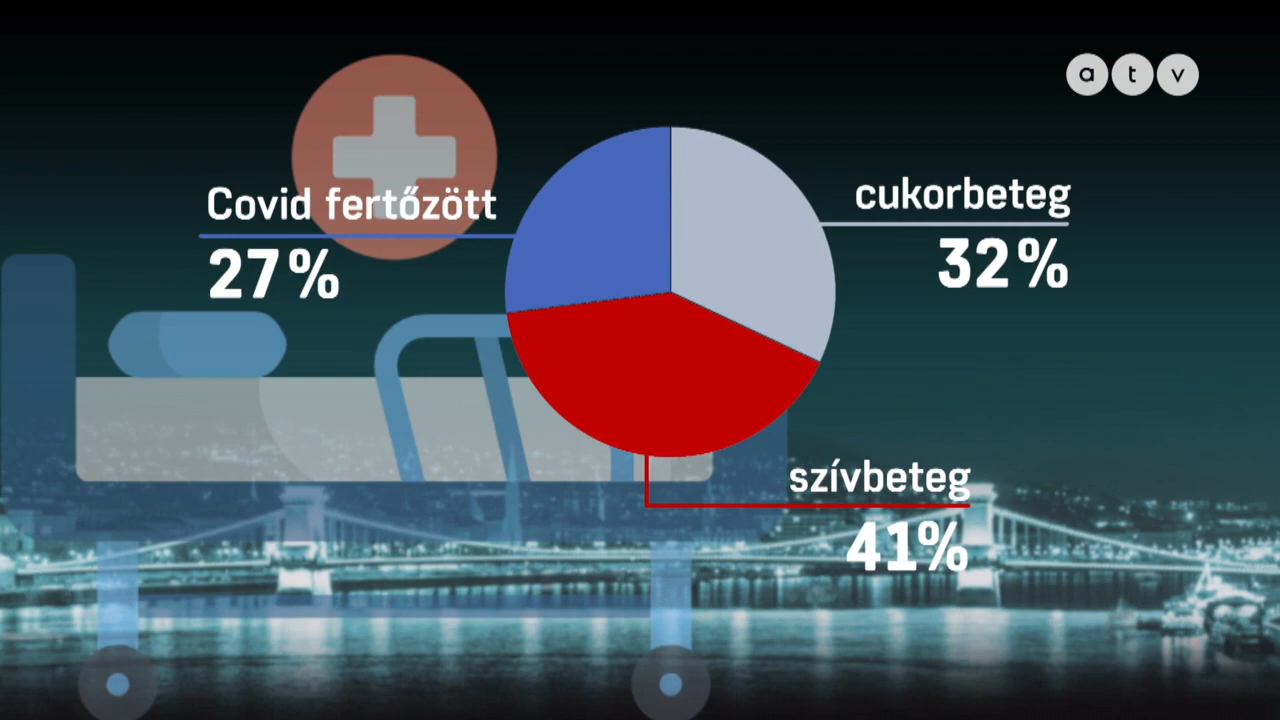 atv
cukorbeteg
32%
Covid fertőzött
27%
szívbeteg
41%